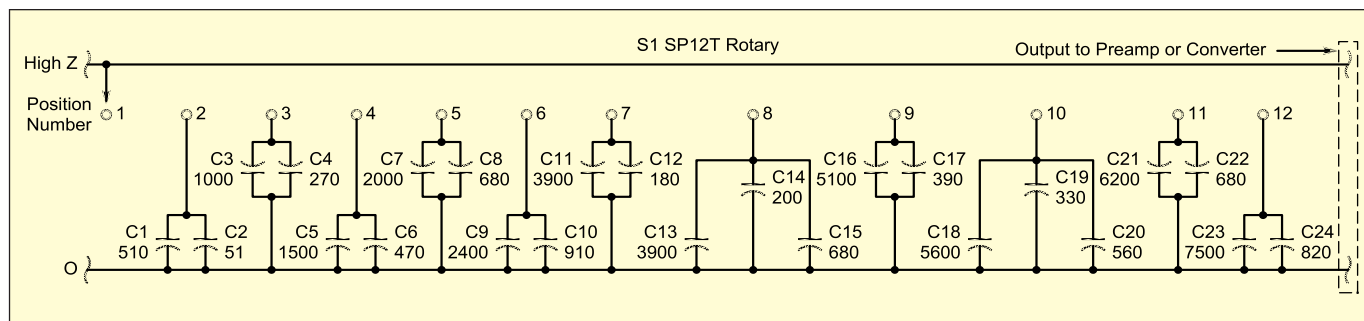 S1 SP12T Rotary
Output to Preamp or Converter
High Z
Position
Number
1
2
3
4
5
6
7
8
9
10
11
12
C3
1000
C4
270
C7
2000
C8
680
C11
3900
C12
180
C14
200
C16
5100
C17
390
C19
330
C21
6200
C22
680
C1
510
C2
51
C5
1500
C6
470
C9
2400
C10
910
C13
3900
C15
680
C18
5600
C20
560
C23
7500
C24
820
O